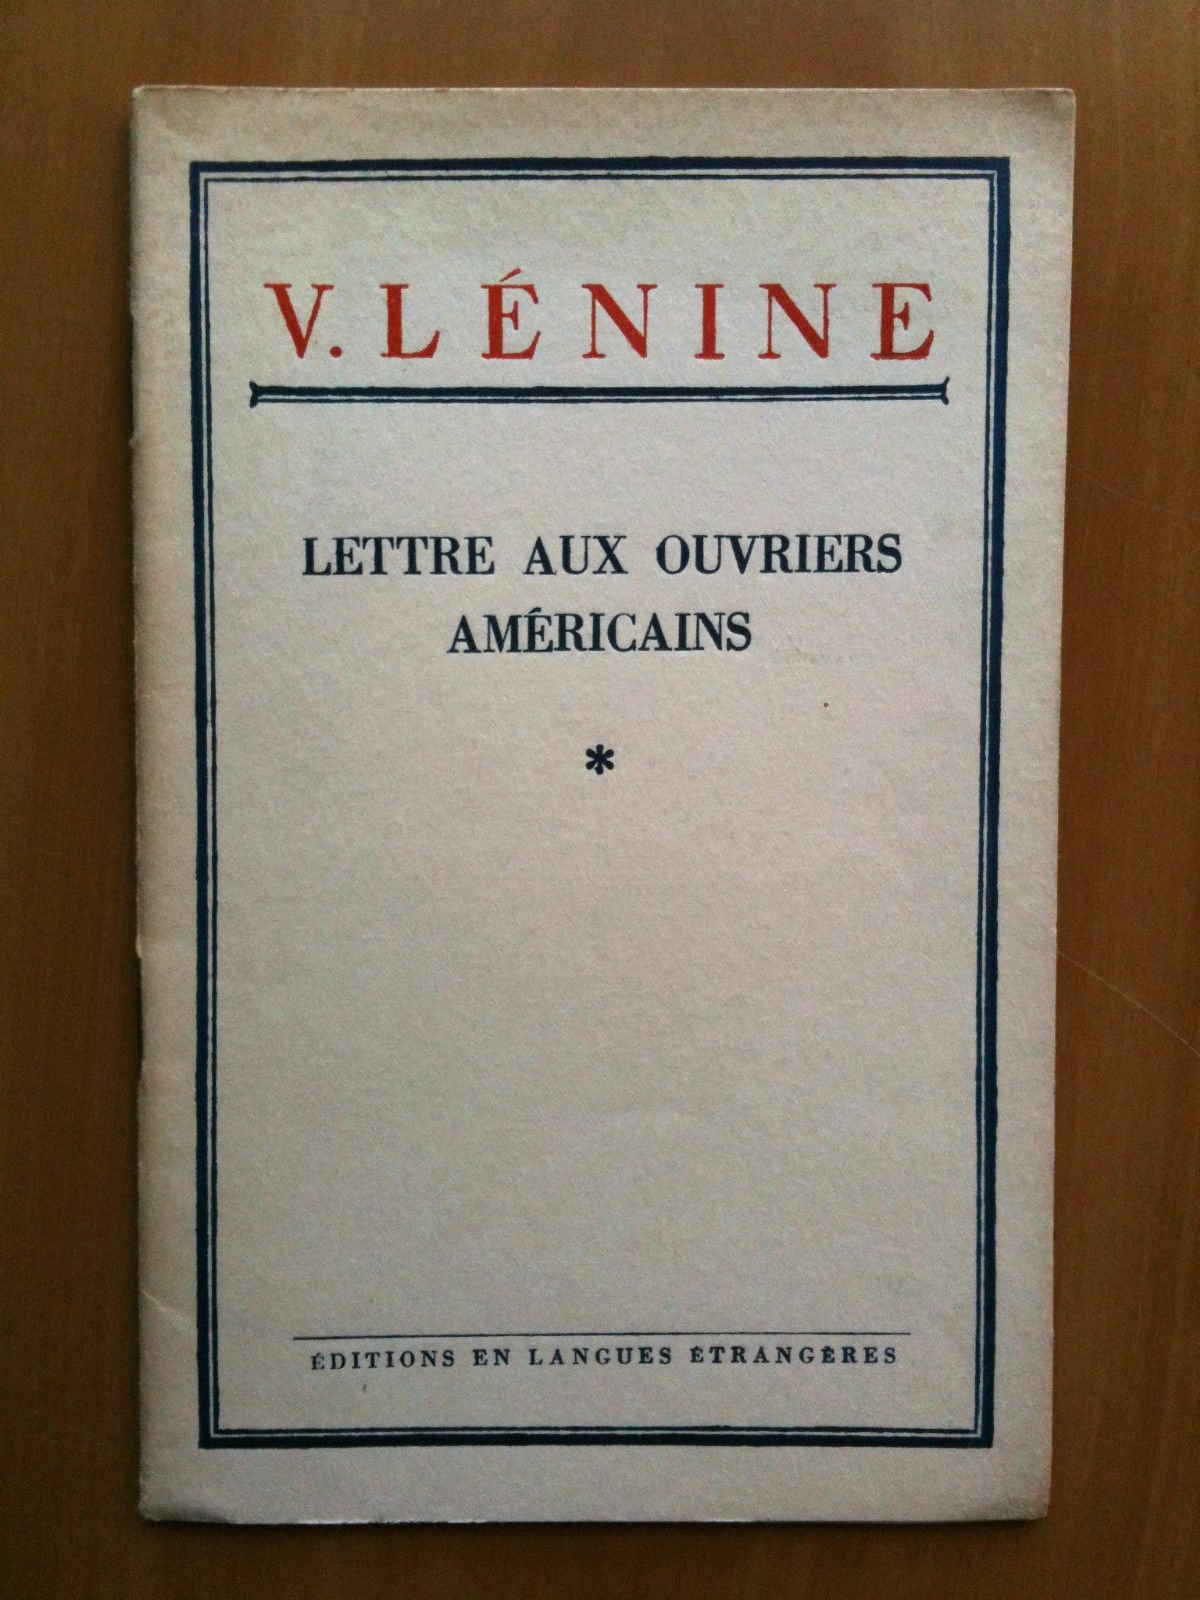 V. LÉNINE
LETTRE AUX OUVRIERS
AMÉRICAINS
*
ÉDITIONS EN LANGUES ÉTRANGÈRES